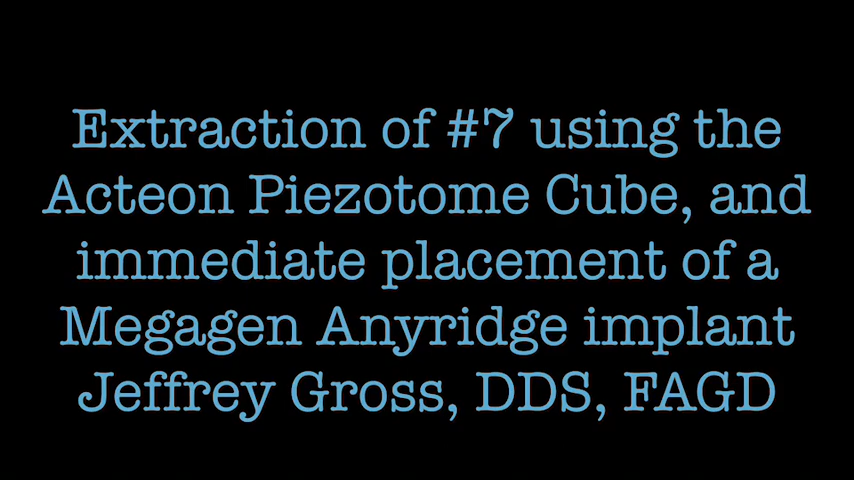 Extraction of #7 using the
Acteon Piezotome Cube, and
immediate placement of a
Megagen Anyridge implant
Jeffrey Gross, DDS, FAGD